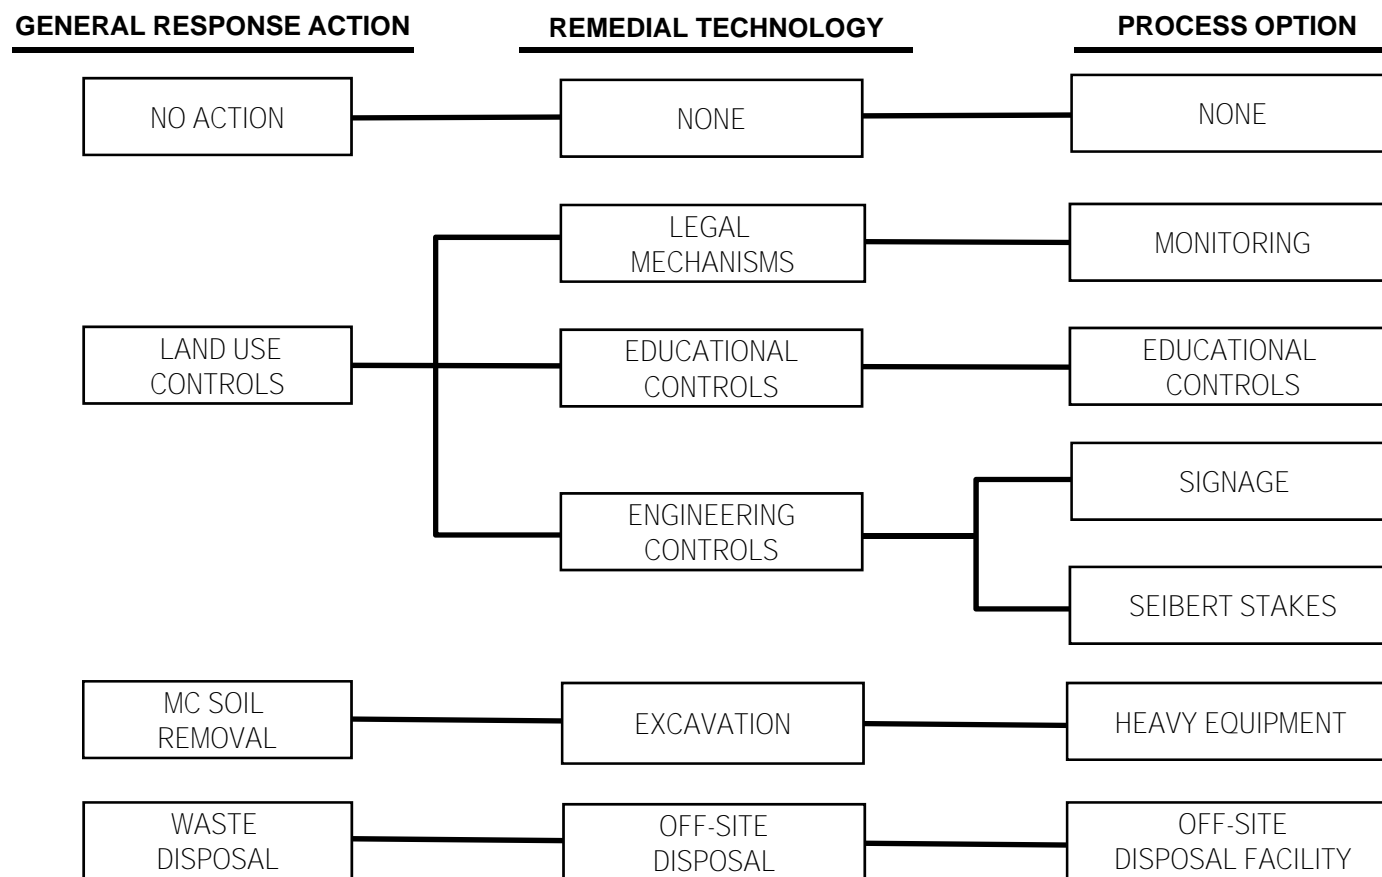 GENERAL RESPONSE ACTION
REMEDIAL TECHNOLOGY
PROCESS OPTION
NO ACTION
NONE
NONE
LEGAL
MECHANISMS
MONITORING
LAND USE
CONTROLS
EDUCATIONAL
CONTROLS
EDUCATIONAL
CONTROLS
ENGINEERING
CONTROLS
SIGNAGE
SEIBERT STAKES
MC SOIL
REMOVAL
EXCAVATION
HEAVY EQUIPMENT
WASTE
DISPOSAL
OFF-SITE
DISPOSAL
OFF-SITE
DISPOSAL FACILITY